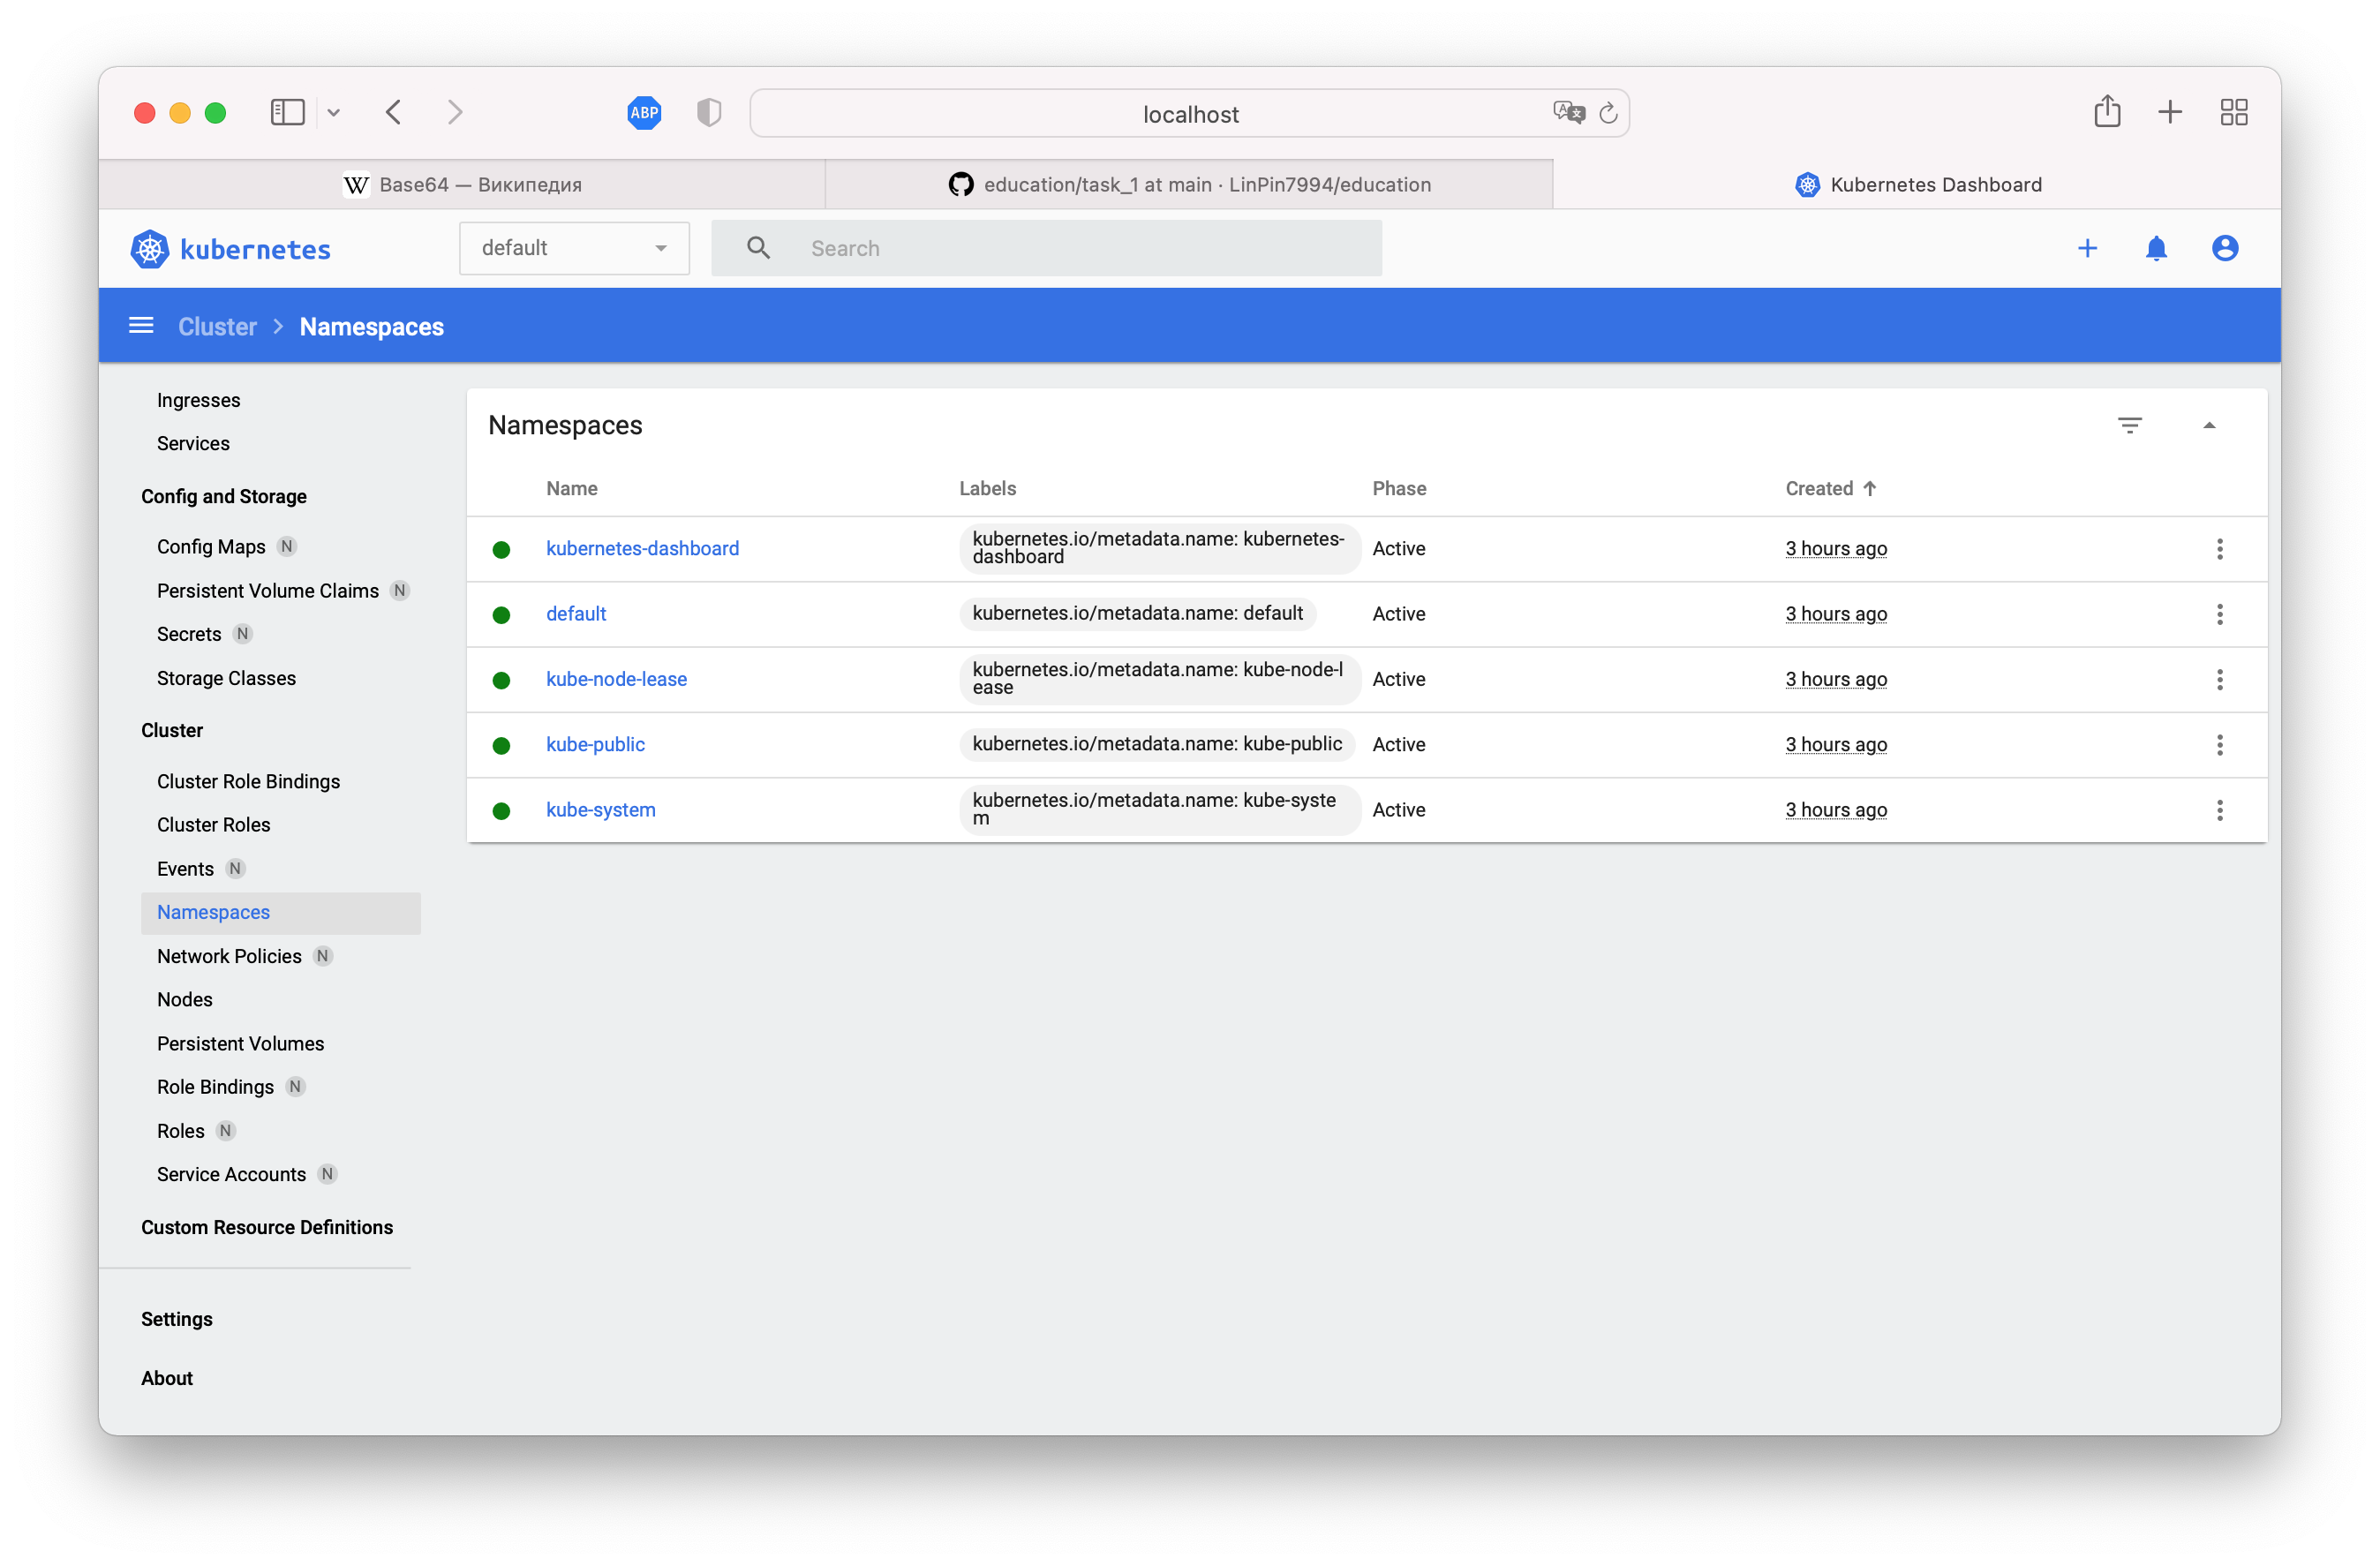 ABP
localhost
W Base64 — Википедия
education/task_1 at main · LinPin7994/education
Kubernetes Dashboard
kubernetes
default
Search
Cluster > Namespaces
Ingresses
Services
Config and Storage
Config Maps N
Persistent Volume Claims N
Secrets N
Storage Classes
Cluster
Cluster Role Bindings
Cluster Roles
Events N
Namespaces
Network Policies N
Nodes
Persistent Volumes
Role Bindings N
Roles N
Service Accounts N
Custom Resource Definitions
Settings
About
Namespaces
Name Labels Phase Created ↑
kubernetes-dashboard kubernetes.io/metadata.name: kubernetes-
dashboard Active 3 hours ago
default kubernetes.io/metadata.name: default Active 3 hours ago
kube-node-lease kubernetes.io/metadata.name: kube-node-l
ease Active 3 hours ago
kube-public kubernetes.io/metadata.name: kube-public Active 3 hours ago
kube-system kubernetes.io/metadata.name: kube-syste
m Active 3 hours ago